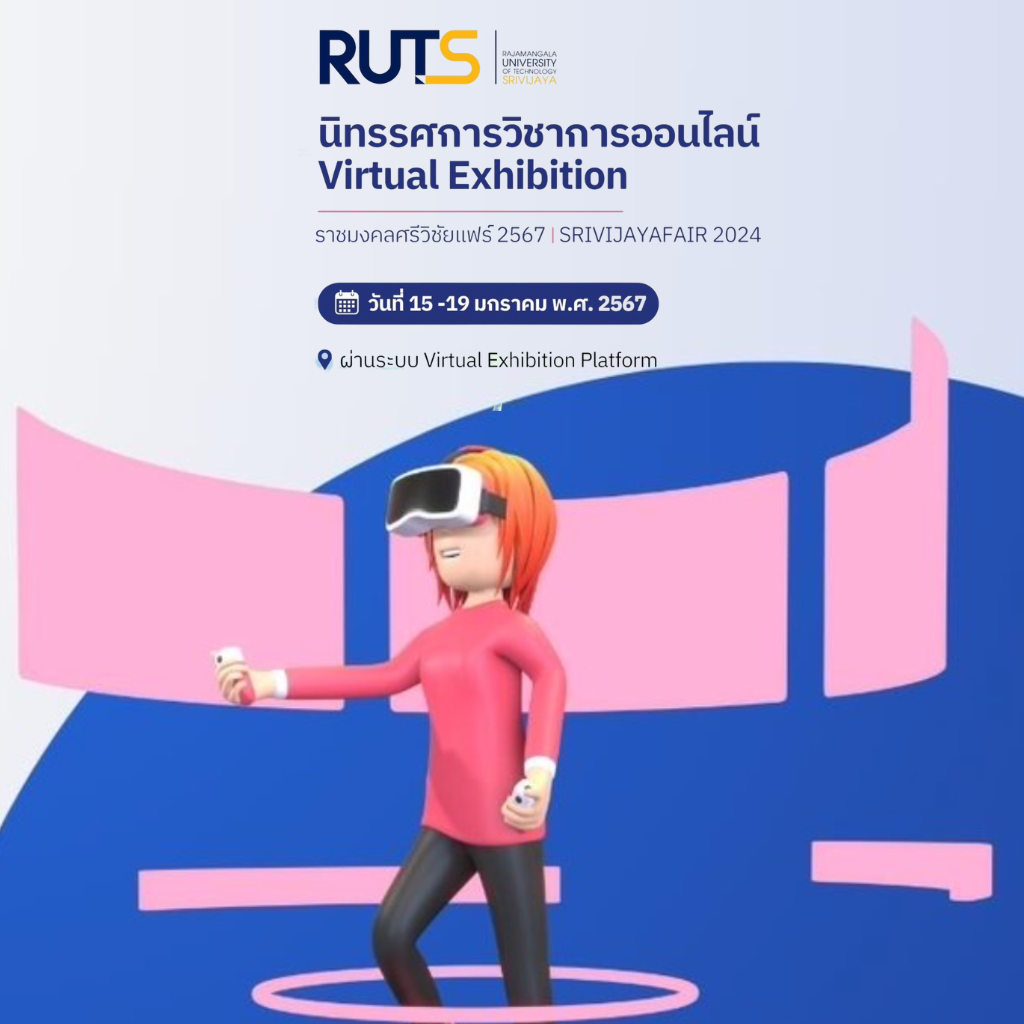 RUTS
RAJAMANGALA
UNIVERSITY
OF TECHNOLOGY
SRIVIJAYA
นิทรรศการวิชาการออนไลน์
Virtual Exhibition
ราชมงคลศรีวิชัยแฟร์ 2567 | SRIVIJAYAFAIR 2024
วันที่ 15 -19 มกราคม พ.ศ. 2567
ผ่านระบบ Virtual Exhibition Platform